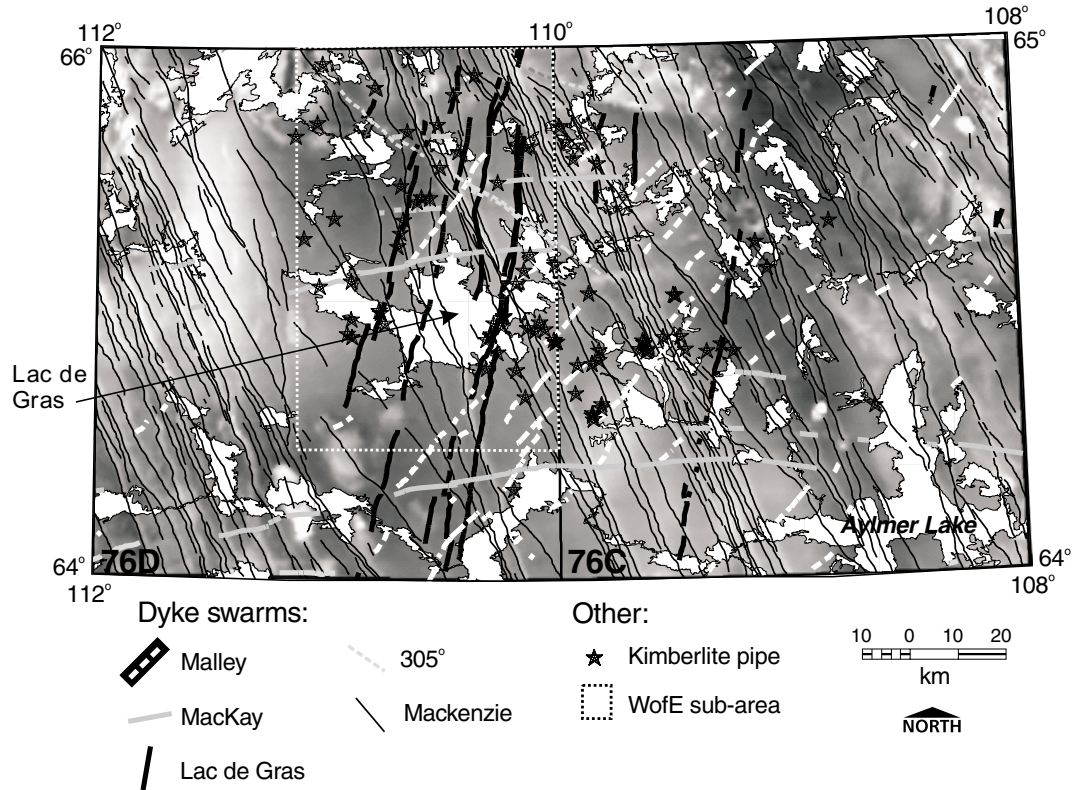 112°
110°
108°
66°
65°
Lac de
Gras
Aylmer Lake
76D
76C
64°
64°
112°
108°
Dyke swarms:
Other:
Malley
305°
Kimberlite pipe
10 0 10 20
km
MacKay
Mackenzie
WofE sub-area
NORTH
Lac de Gras